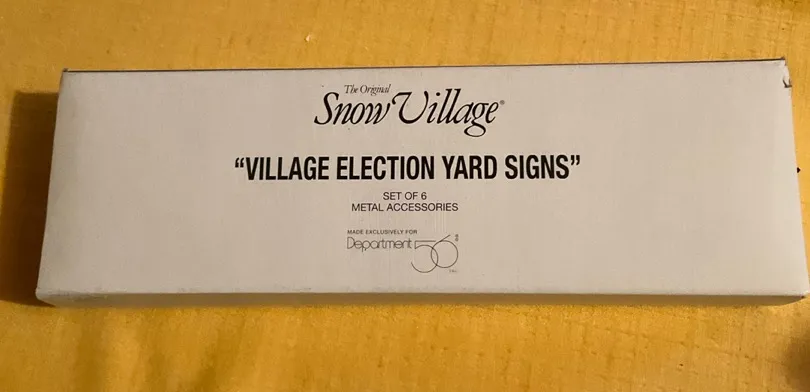 The Original
Snow Village®
“VILLAGE ELECTION YARD SIGNS”
SET OF 6
METAL ACCESSORIES
MADE EXCLUSIVELY FOR
Department 56